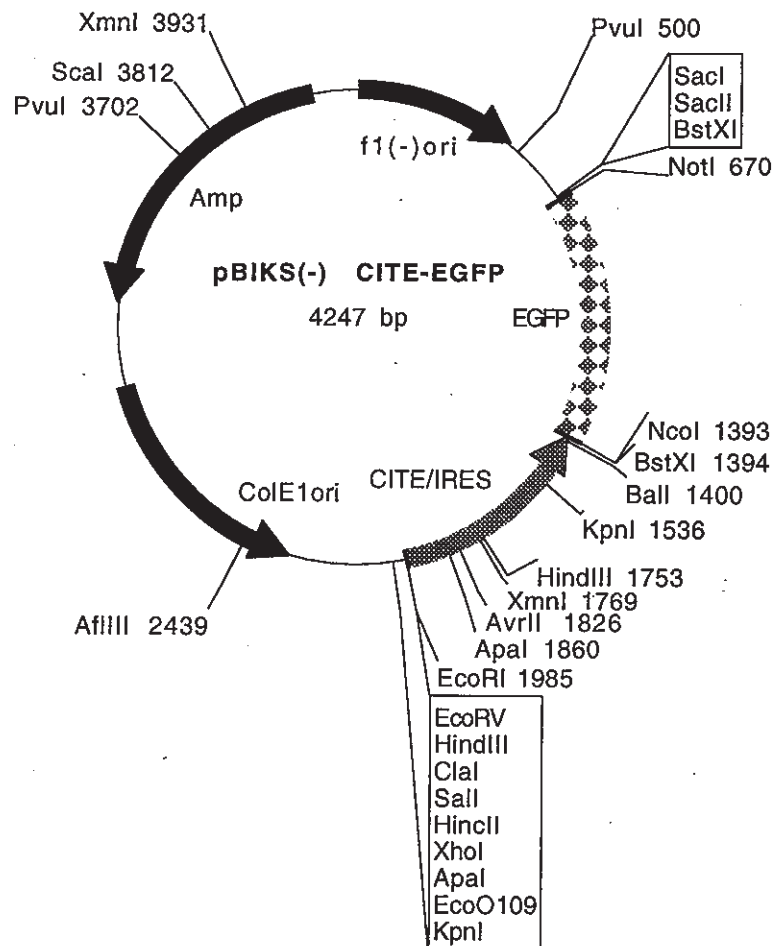 XmnI 3931
ScaI 3812
PvuI 3702
PvuI 500
SacI
SacII
BstXI
NotI 670
f1(-)ori
Amp
pBlKS(-) CITE-EGFP
4247 bp
EGFP
NcoI 1393
BstXI 1394
BalI 1400
KpnI 1536
CITE/IRES
ColE1ori
HindIII 1753
XmnI 1769
AvrII 1826
ApaI 1860
EcoRI 1985
AflIII 2439
EcoRV
HindIII
ClaI
SalI
HincII
XhoI
ApaI
EcoO109
KpnI